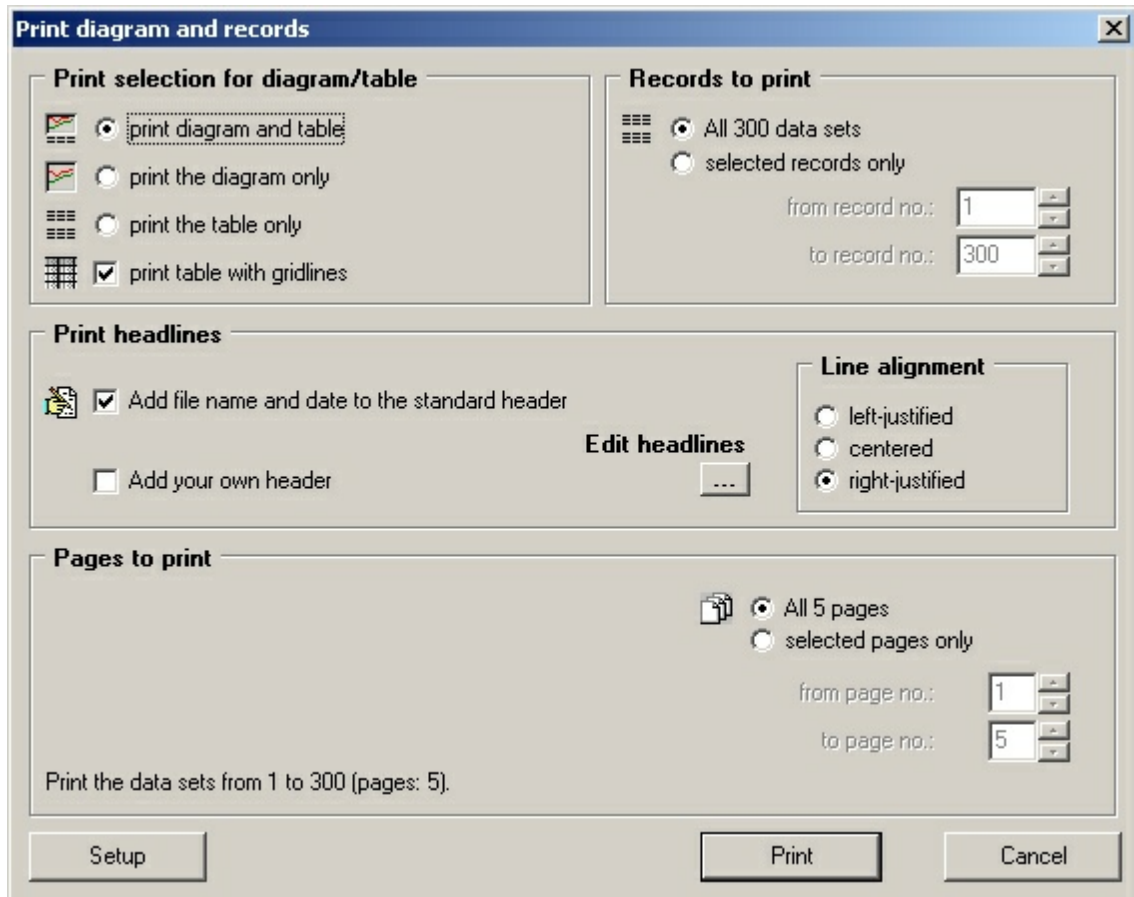 Print diagram and records
Print selection for diagram/table
print diagram and table
print the diagram only
print the table only
print table with gridlines
Records to print
All 300 data sets
selected records only
from record no.: 1
to record no.: 300
Print headlines
Add file name and date to the standard header
Edit headlines
Add your own header
...
Line alignment
left-justified
centered
right-justified
Pages to print
All 5 pages
selected pages only
from page no.: 1
to page no.: 5
Print the data sets from 1 to 300 (pages: 5).
Setup
Print
Cancel